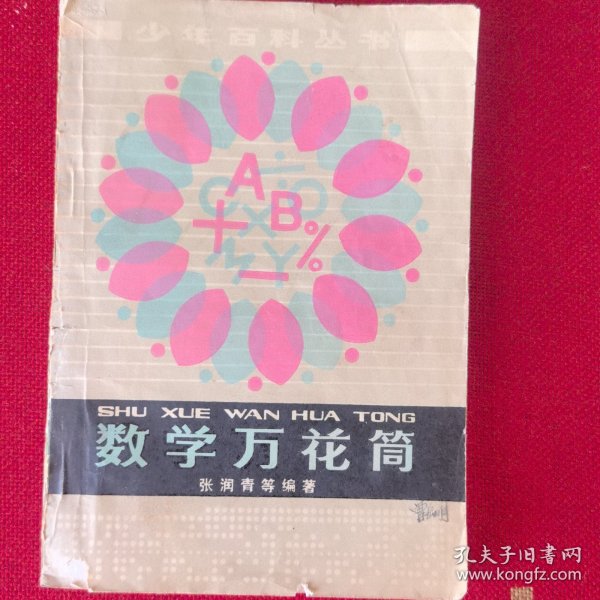 少年百科丛书
A
B
%
SHU XUE WAN HUA TONG
数学万花筒
张润青等编著
孔夫子旧书网
www.kongfz.com